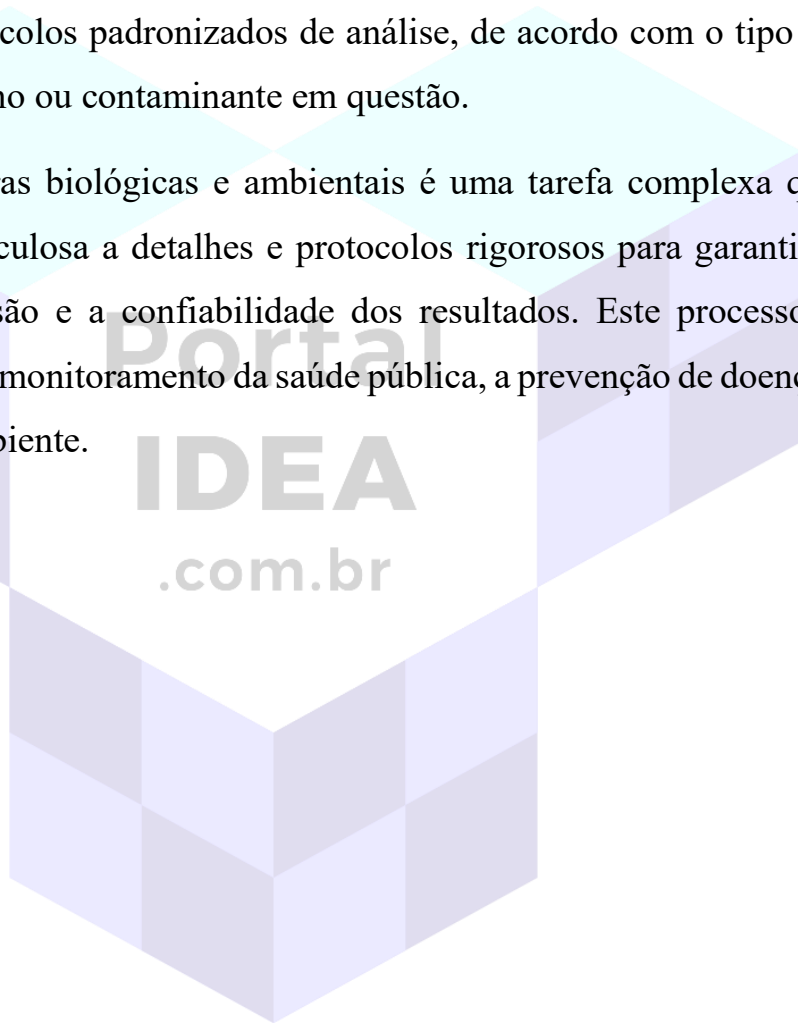 colos padronizados de análise, de acordo com o tipo
no ou contaminante em questão.
ras biológicas e ambientais é uma tarefa complexa q
culosa a detalhes e protocolos rigorosos para garanti
são e a confiabilidade dos resultados. Este processo
monitoramento da saúde pública, a prevenção de doenç
biente.
Portal
IDEA
.com.br